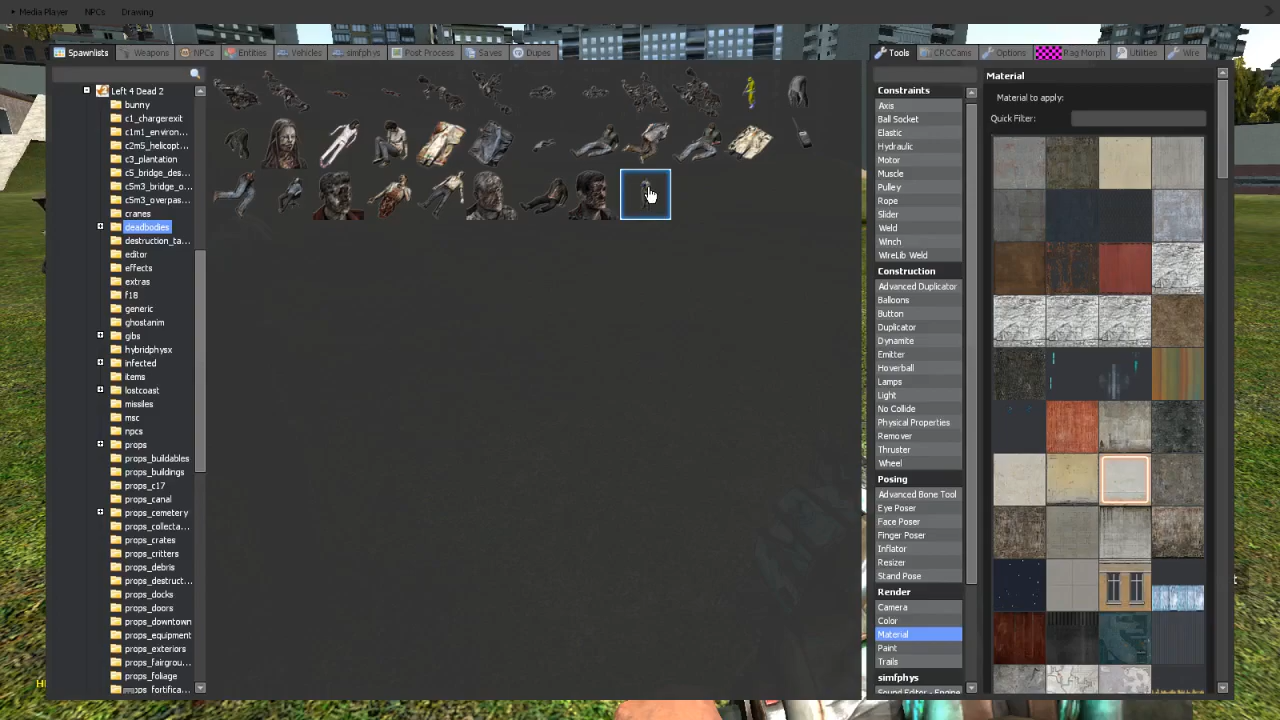 Media Player NPCs Drawing
Spawnlists Weapons NPCs Entities Vehicles simfphys Post Process Saves Dupes
Tools CRCCams Options Rag Morph Utilities Wire
Left 4 Dead 2
bunny
c1_chargerexit
c1m1_environ...
c2m5_helicopt...
c3_plantation
c5_bridge_des...
c5m3_bridge_o...
c5m3_overpas...
cranes
deadbodies
destruction_ta...
editor
effects
extras
f18
generic
ghostanim
gibs
hybridphysx
infected
items
lostcoast
missiles
msc
npcs
props
props_buildables
props_buildings
props_c17
props_canal
props_cemetery
props_collecta...
props_crates
props_critters
props_debris
props_destruct...
props_docks
props_doors
props_downtown
props_equipment
props_exteriors
props_fairgrou...
props_foliage
props_fortifica...
Constraints
Axis
Ball Socket
Elastic
Hydraulic
Motor
Muscle
Pulley
Rope
Slider
Weld
Winch
WireLib Weld
Construction
Advanced Duplicator
Balloons
Button
Duplicator
Dynamite
Emitter
Hoverball
Lamps
Light
No Collide
Physical Properties
Remover
Thruster
Wheel
Posing
Advanced Bone Tool
Eye Poser
Face Poser
Finger Poser
Inflator
Resizer
Stand Pose
Render
Camera
Color
Material
Paint
Trails
simfphys
Sound Editor - Engine
Material
Material to apply:
Quick Filter: